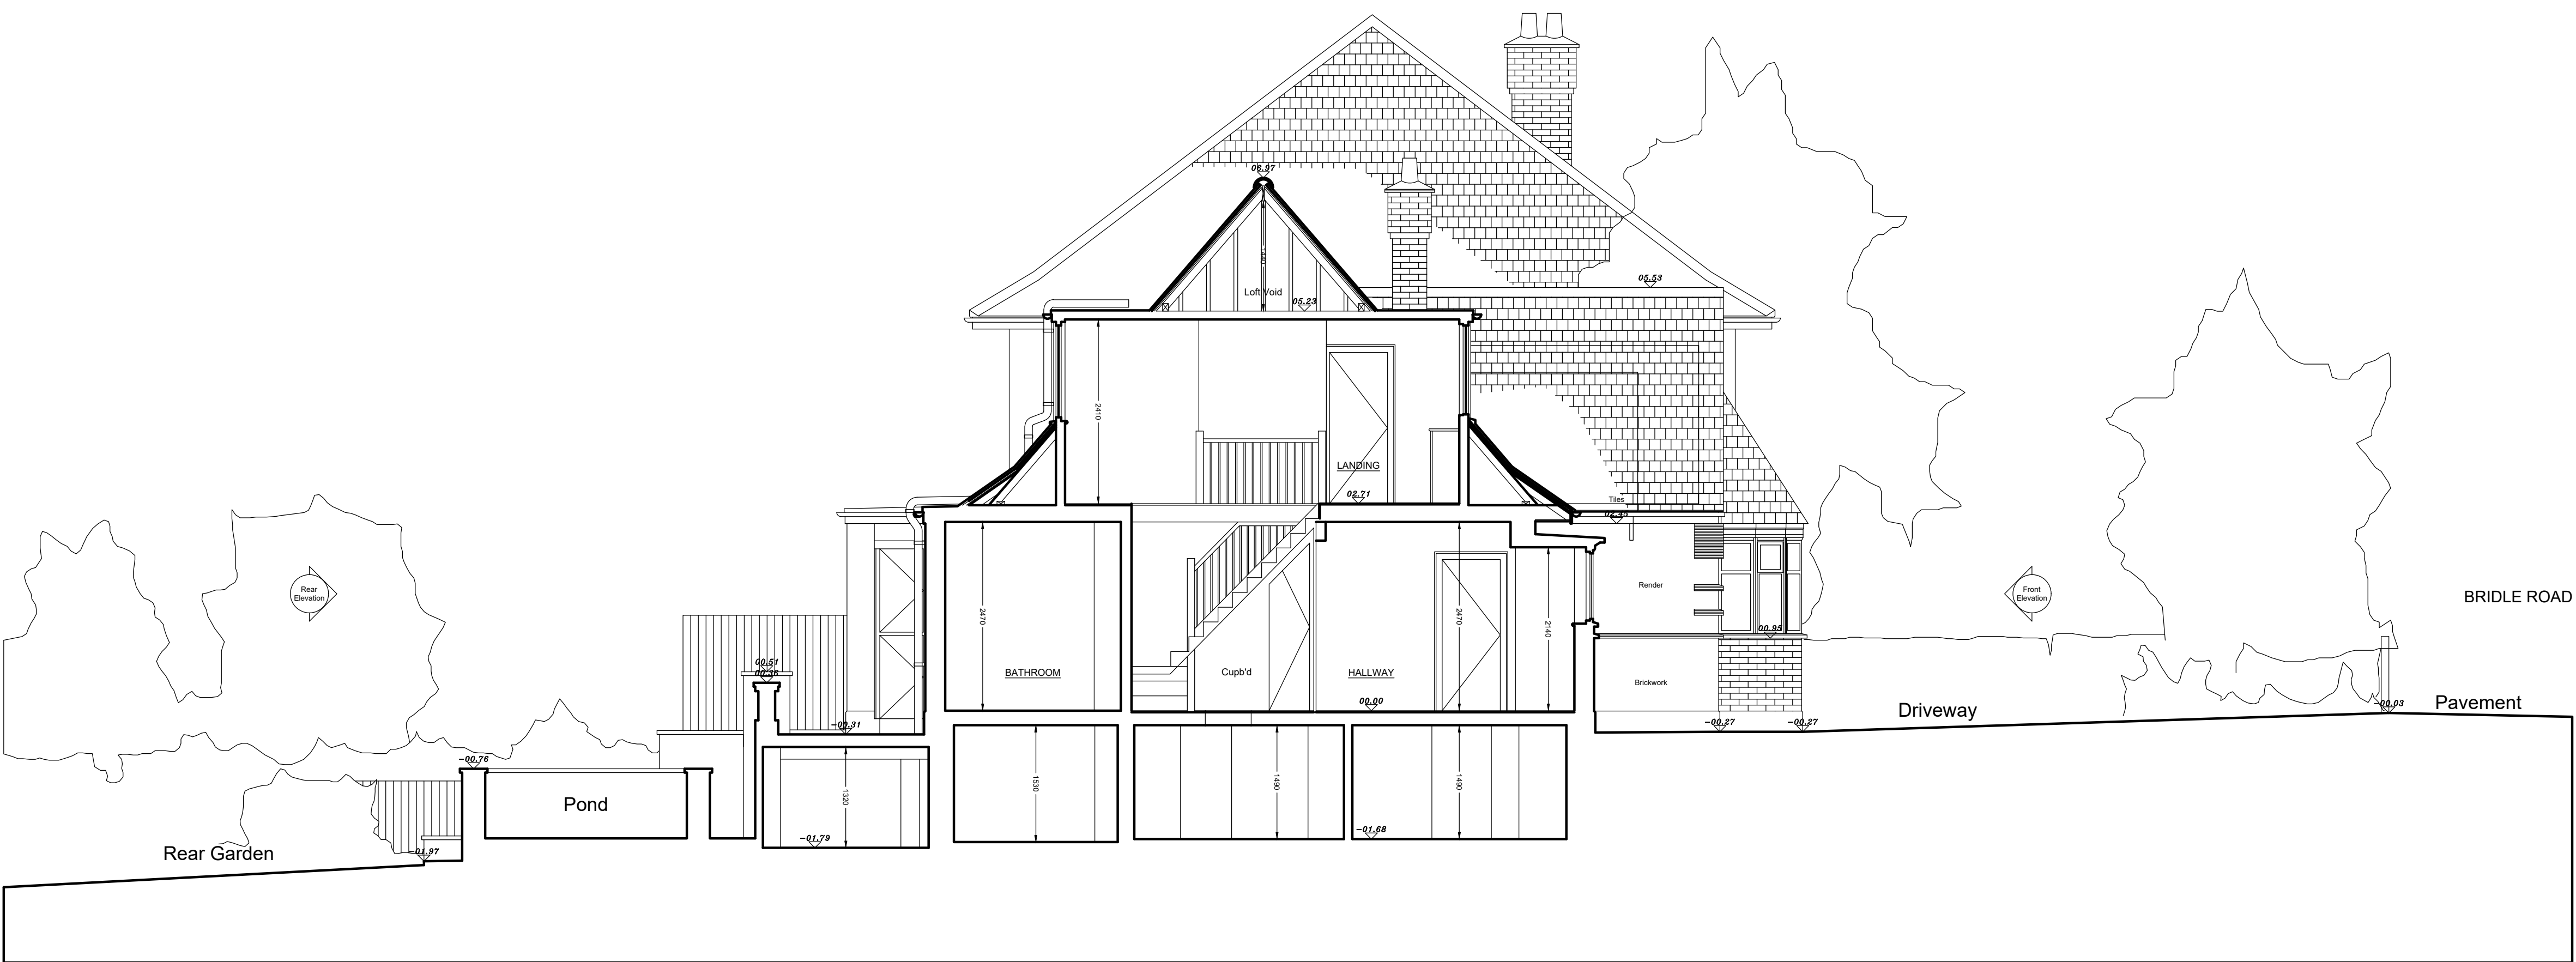 06.97
1440
Loft Void
05.23
05.53
2410
LANDING
02.71
Tiles
02.45
Rear
Elevation
2470
2470
2140
Render
Front
Elevation
BRIDLE ROAD
00.95
00.51
00.36
BATHROOM
Cupb'd
HALLWAY
Brickwork
00.00
-00.31
-00.27
-00.27
Driveway
-00.03
Pavement
-00.76
Pond
1320
1530
1490
1490
-01.79
-01.68
Rear Garden
-01.97